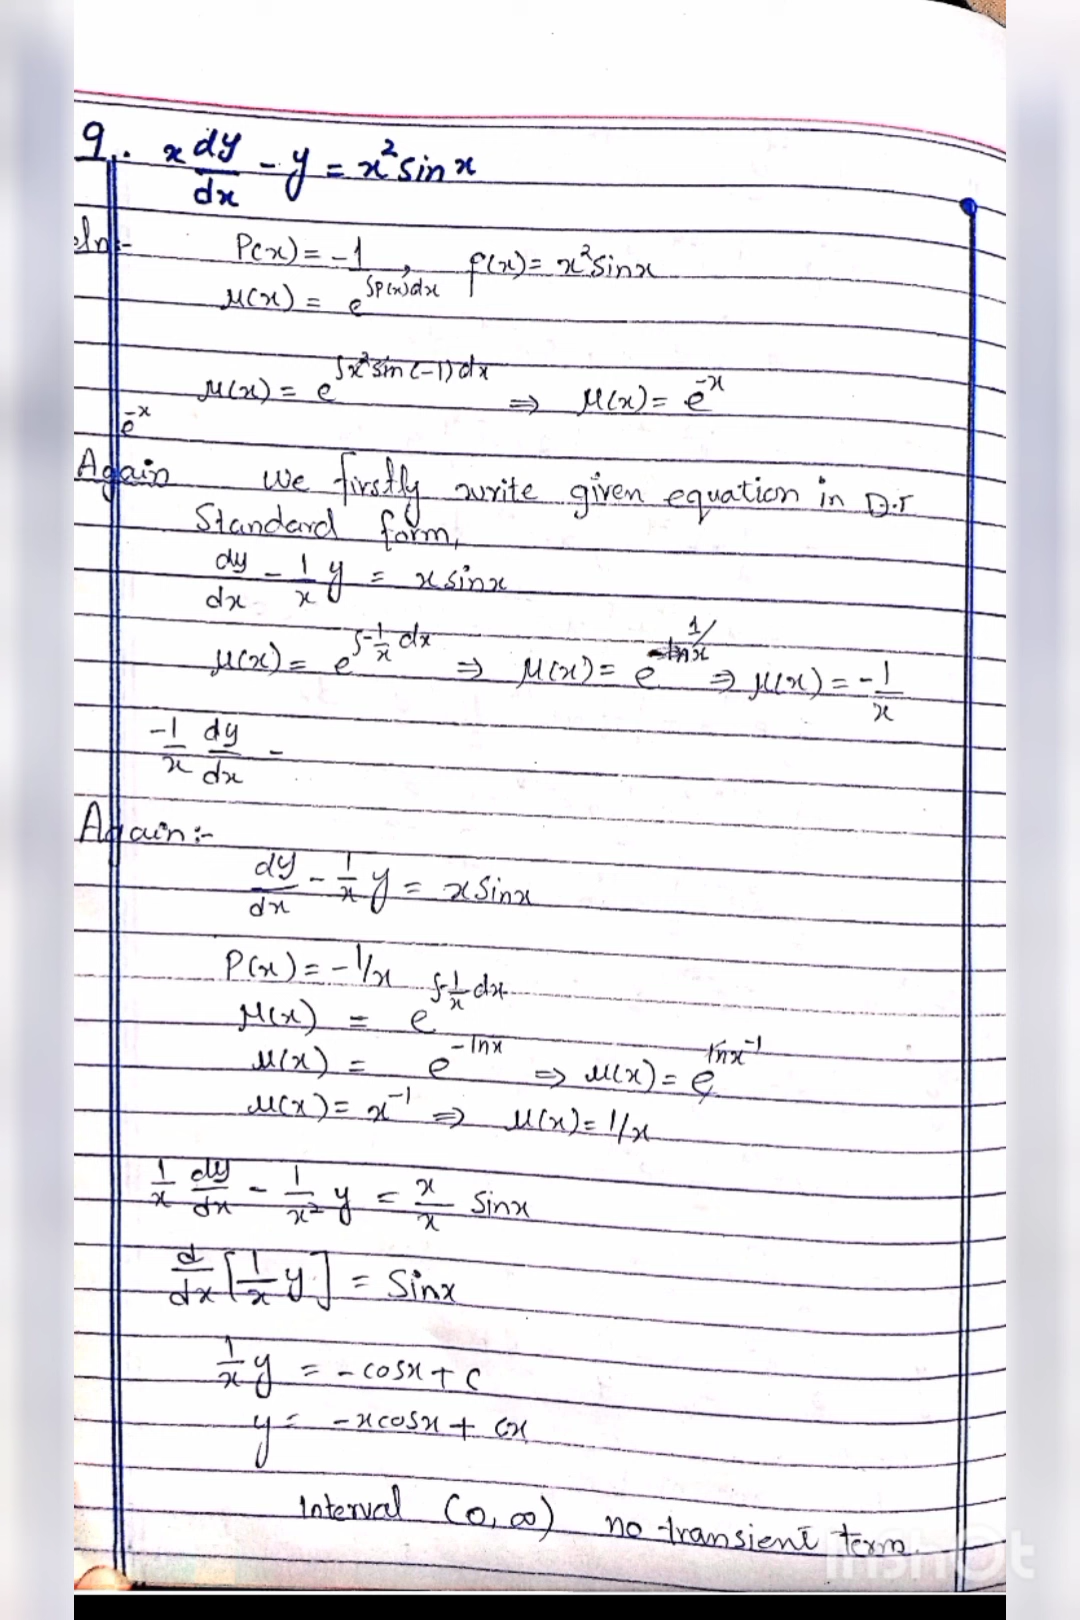 9. x dy/dx - y = x² sin x
oln:- P(x) = -1, f(x) = x² sin x
μ(x) = e^∫P(x)dx
μ(x) = e^∫x² sin(-1)dx ⇒ μ(x) = e^-x
e^-x
Again we firstly write given equation in D.F
Standard form,
dy/dx - 1/x y = x sin x
μ(x) = e^∫-1/x dx ⇒ μ(x) = e^-ln x 1/ ⇒ μ(x) = -1/x
-1/x dy/dx -
Again:-
dy/dx - 1/x y = x sin x
P(x) = -1/x
μ(x) = e^∫-1/x dx
μ(x) = e^-ln x ⇒ μ(x) = e^ln x^-1
μ(x) = x^-1 ⇒ μ(x) = 1/x
1/x dy/dx - 1/x² y = x/x Sin x
d/dx [1/x y] = Sin x
1/x y = -cos x + c
y = -x cos x + cx
Interval (0, ∞) no transient term.